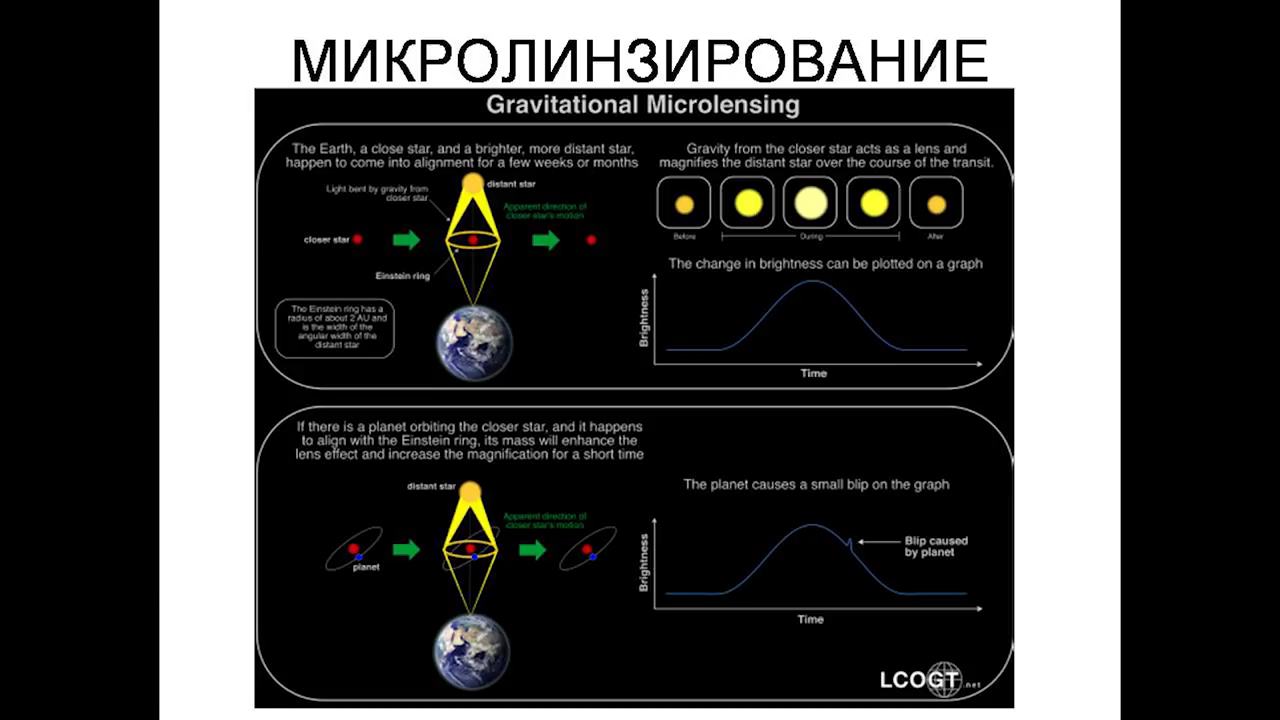 МИКРОЛИНЗИРОВАНИЕ
Gravitational Microlensing
The Earth, a close star, and a brighter, more distant star,
happen to come into alignment for a few weeks or months
Light bent by gravity from
closer star
distant star
Apparent direction of
closer star's motion
closer star
Einstein ring
The Einstein ring has a
radius of about 2 AU and
is the width of the
angular width of the
distant star
Gravity from the closer star acts as a lens and
magnifies the distant star over the course of the transit.
Before
During
After
The change in brightness can be plotted on a graph
Brightness
Time
If there is a planet orbiting the closer star, and it happens
to align with the Einstein ring, its mass will enhance the
lens effect and increase the magnification for a short time
distant star
Apparent direction of
closer star's motion
planet
The planet causes a small blip on the graph
Brightness
Blip caused
by planet
Time
LCOGT.net